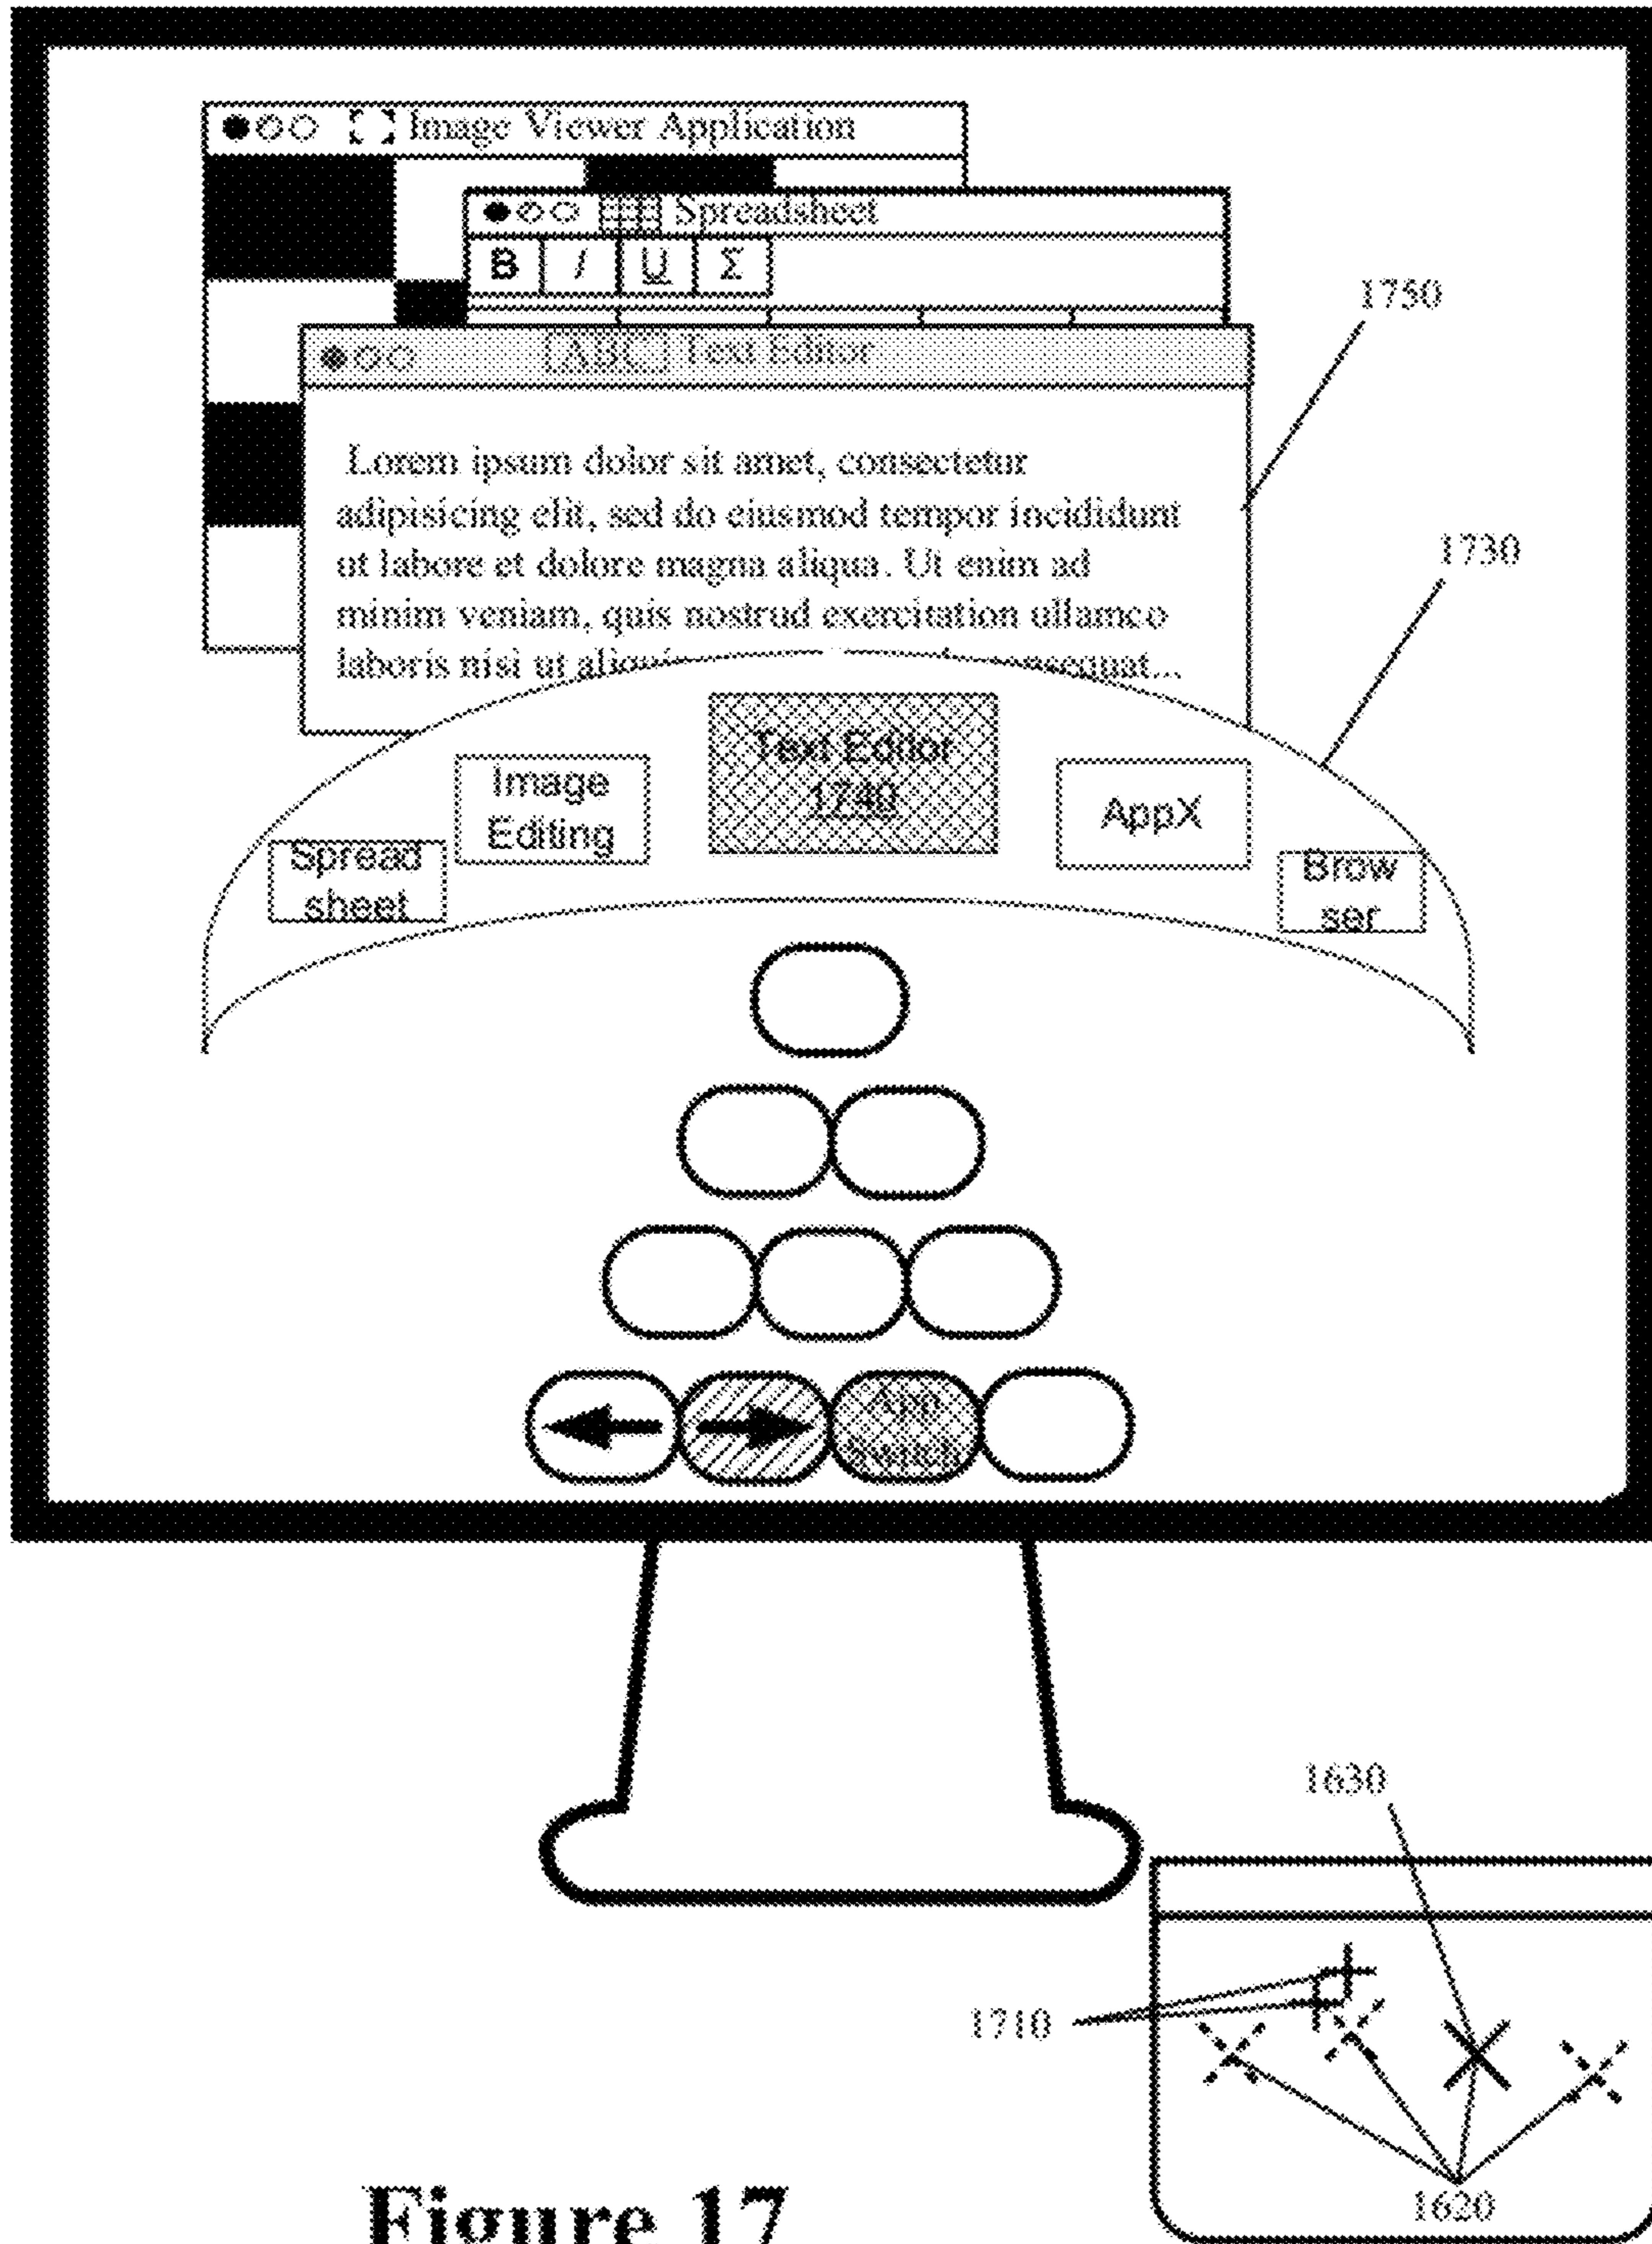 Image Viewer Application
Spreadsheet
B I U Σ
1750
ABC Text Editor
Lorem ipsum dolor sit amet, consectetur
adipisicing elit, sed do eiusmod tempor incididunt
ut labore et dolore magna aliqua. Ut enim ad
minim veniam, quis nostrud exercitation ullamco
laboris nisi ut
1730
Text Editor
1740
Image
Editing
AppX
Spread
sheet
Brow
ser
App
Switch
1630
1710
1620
Figure 17